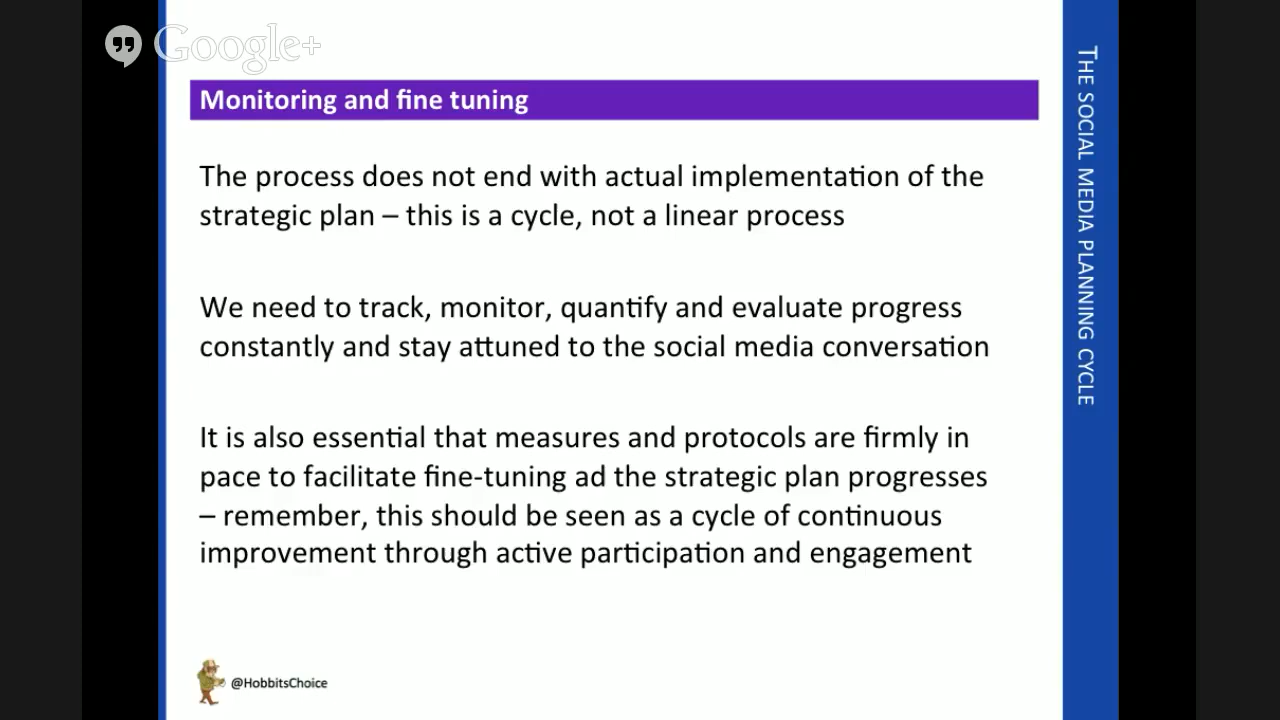 Google+
Monitoring and fine tuning
The process does not end with actual implementation of the
strategic plan – this is a cycle, not a linear process
We need to track, monitor, quantify and evaluate progress
constantly and stay attuned to the social media conversation
It is also essential that measures and protocols are firmly in
pace to facilitate fine-tuning ad the strategic plan progresses
– remember, this should be seen as a cycle of continuous
improvement through active participation and engagement
@HobbitsChoice
THE SOCIAL MEDIA PLANNING CYCLE